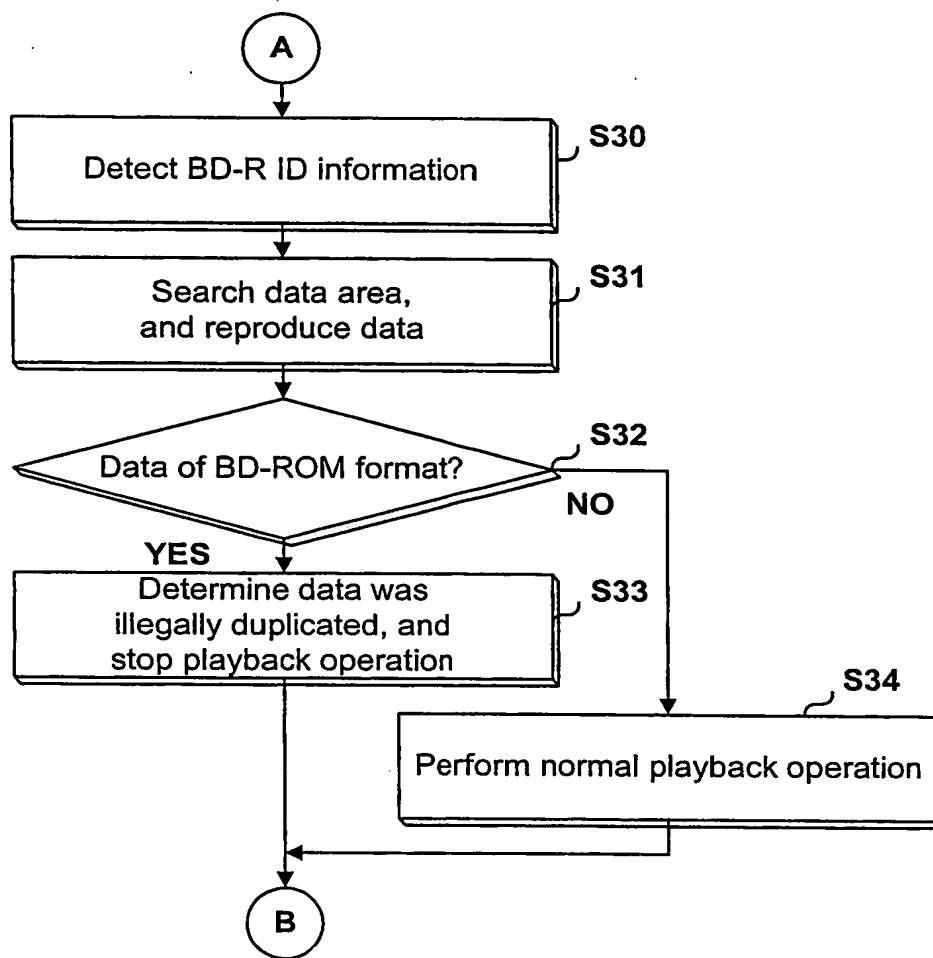 A
S30
Detect BD-R ID information
S31
Search data area,
and reproduce data
S32
Data of BD-ROM format?
NO
YES
S33
Determine data was
illegally duplicated, and
stop playback operation
S34
Perform normal playback operation
B